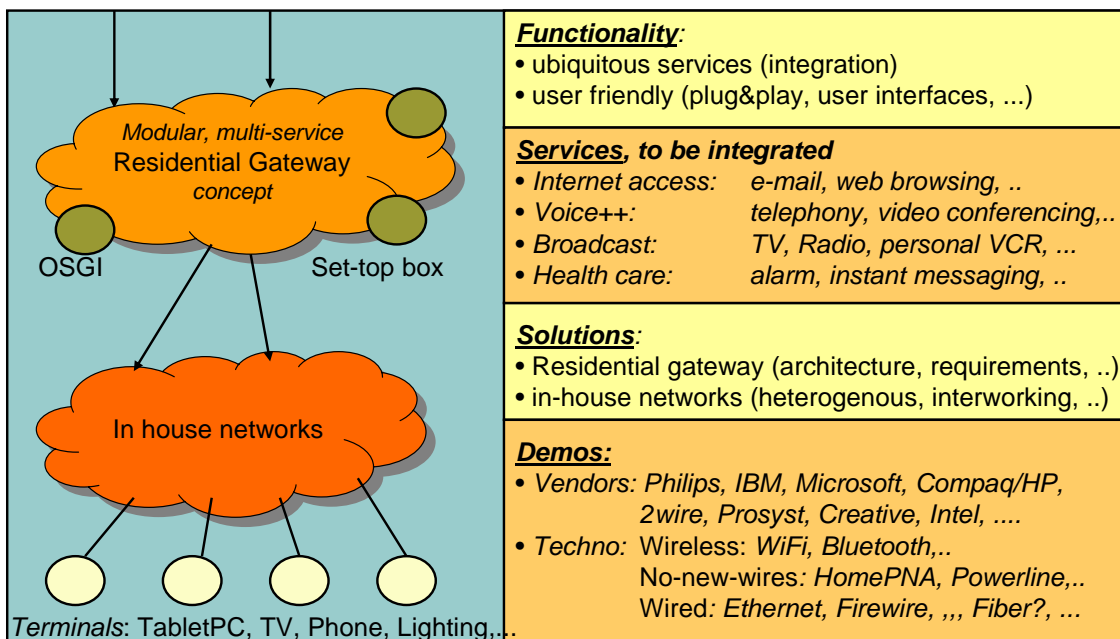 Modular, multi-service
Residential Gateway
concept
OSGI
Set-top box
In house networks
Terminals: TabletPC, TV, Phone, Lighting,...
Functionality:
• ubiquitous services (integration)
• user friendly (plug&play, user interfaces, ...)
Services, to be integrated
• Internet access: e-mail, web browsing, ..
• Voice++: telephony, video conferencing,..
• Broadcast: TV, Radio, personal VCR, ...
• Health care: alarm, instant messaging, ..
Solutions:
• Residential gateway (architecture, requirements, ..)
• in-house networks (heterogenous, interworking, ..)
Demos:
• Vendors: Philips, IBM, Microsoft, Compaq/HP,
2wire, Prosyst, Creative, Intel, ....
• Techno: Wireless: WiFi, Bluetooth,..
No-new-wires: HomePNA, Powerline,..
Wired: Ethernet, Firewire, ,,, Fiber?, ...